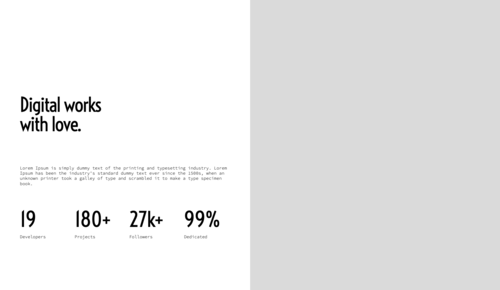 Digital works
with love.
Lorem Ipsum is simply dummy text of the printing and typesetting industry. Lorem
Ipsum has been the industry's standard dummy text ever since the 1500s, when an
unknown printer took a galley of type and scrambled it to make a type specimen
book.
19 180+ 27k+ 99%
Developers Projects Followers Dedicated